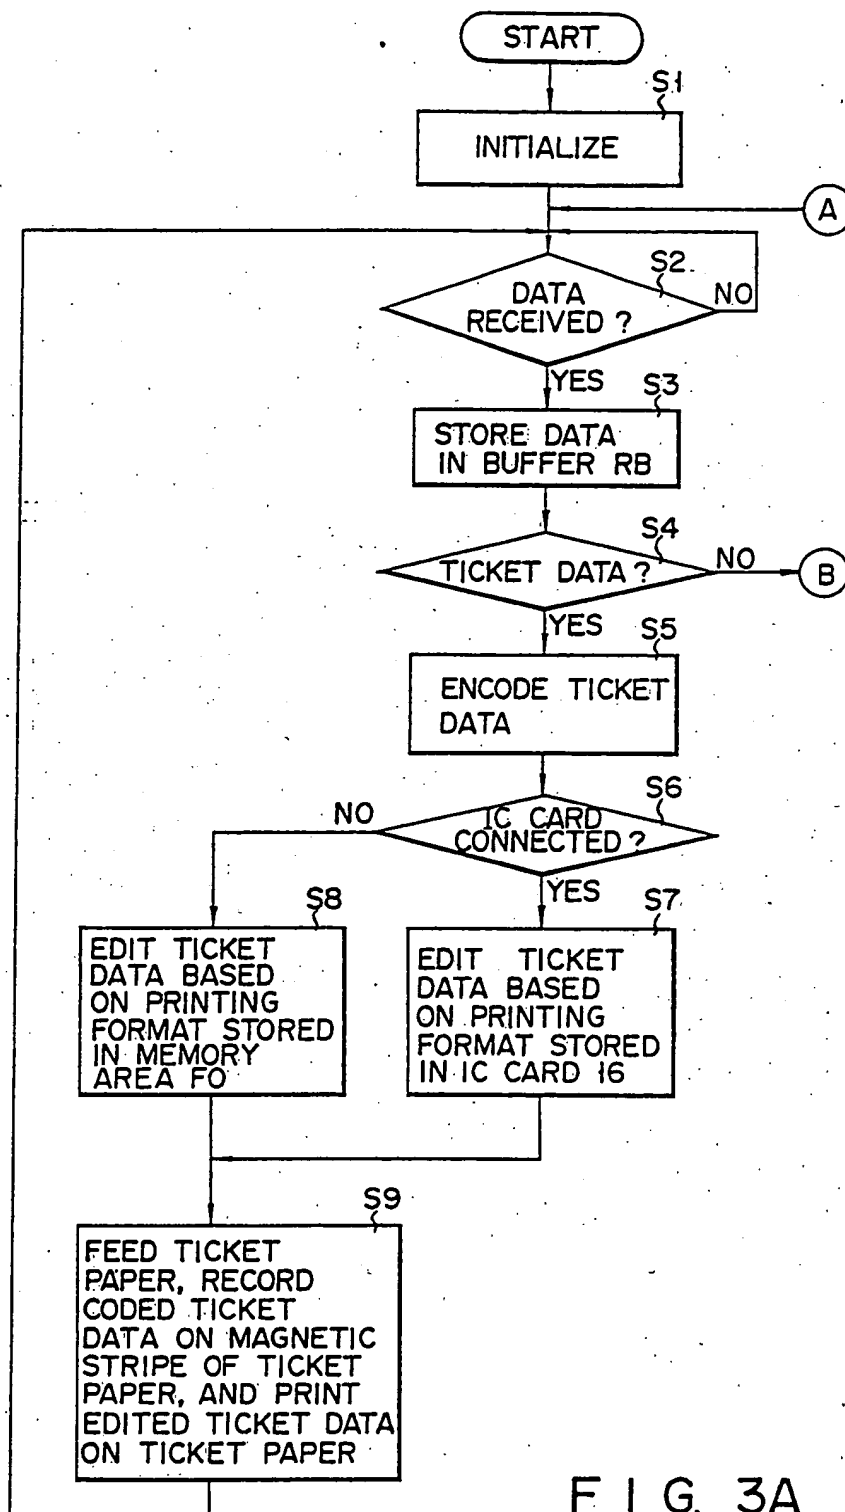 START
S1
INITIALIZE
A
S2
DATA
RECEIVED ?
NO
YES
S3
STORE DATA
IN BUFFER RB
S4
TICKET DATA ?
NO
B
YES
S5
ENCODE TICKET
DATA
S6
NO
IC CARD
CONNECTED ?
YES
S8
EDIT TICKET
DATA BASED
ON PRINTING
FORMAT STORED
IN MEMORY
AREA FO
S7
EDIT TICKET
DATA BASED
ON PRINTING
FORMAT STORED
IN IC CARD 16
S9
FEED TICKET
PAPER, RECORD
CODED TICKET
DATA ON MAGNETIC
STRIPE OF TICKET
PAPER, AND PRINT
EDITED TICKET DATA
ON TICKET PAPER
F I G. 3A